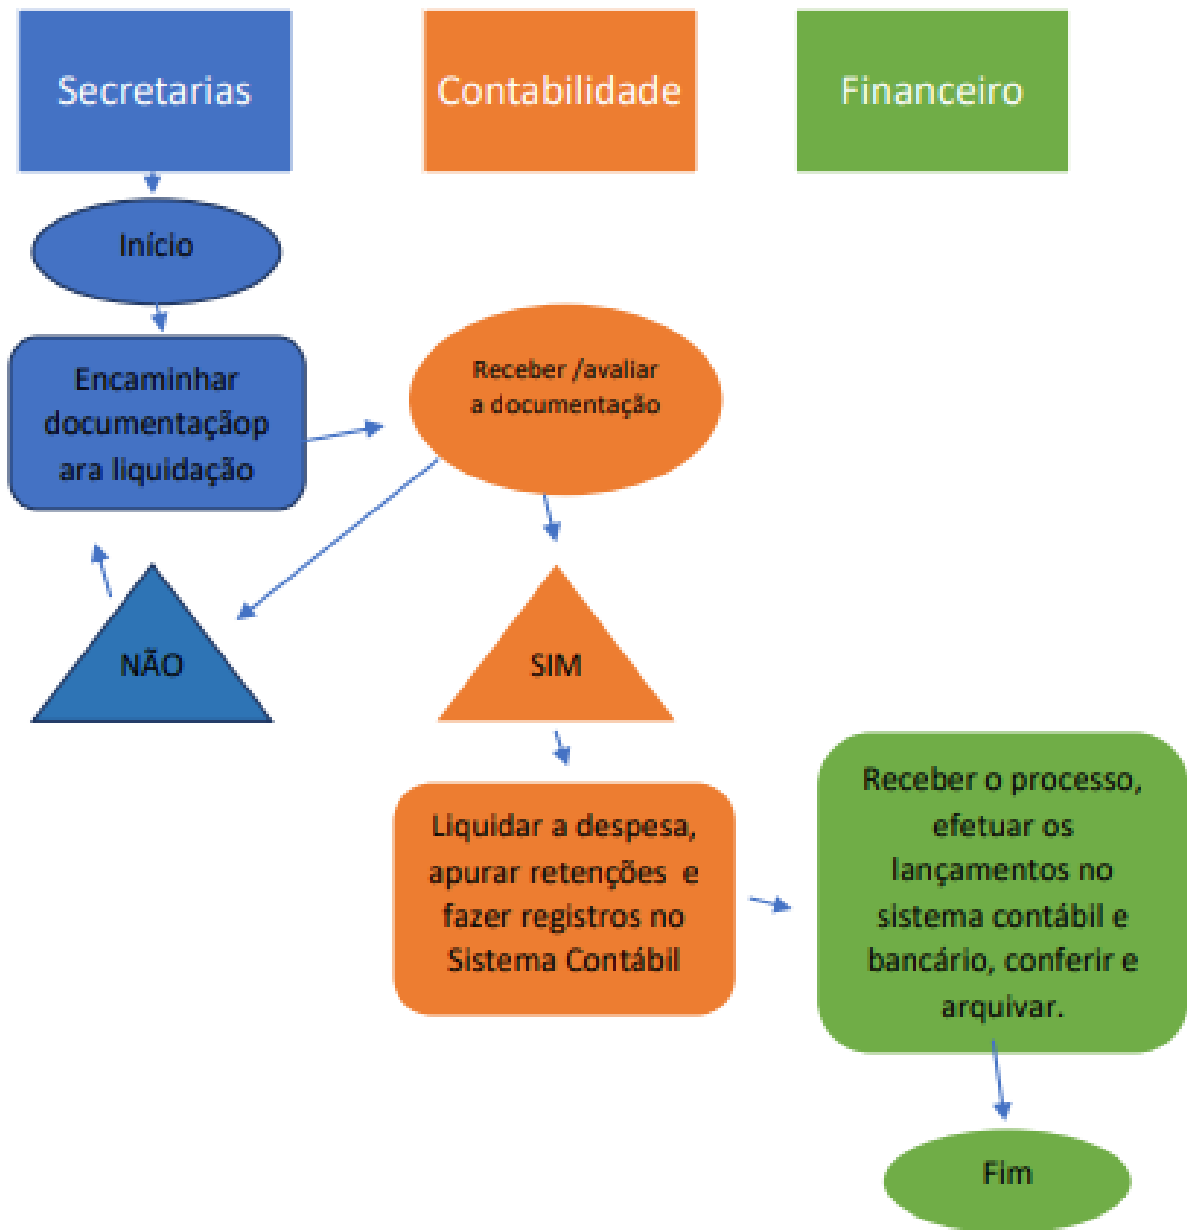 Secretarias
Contabilidade
Financeiro
Início
Encaminhar
documentaçãop
ara liquidação
Receber /avaliar
a documentação
NÃO
SIM
Liquidar a despesa,
apurar retenções e
fazer registros no
Sistema Contábil
Receber o processo,
efetuar os
lançamentos no
sistema contábil e
bancário, conferir e
arquivar.
Fim